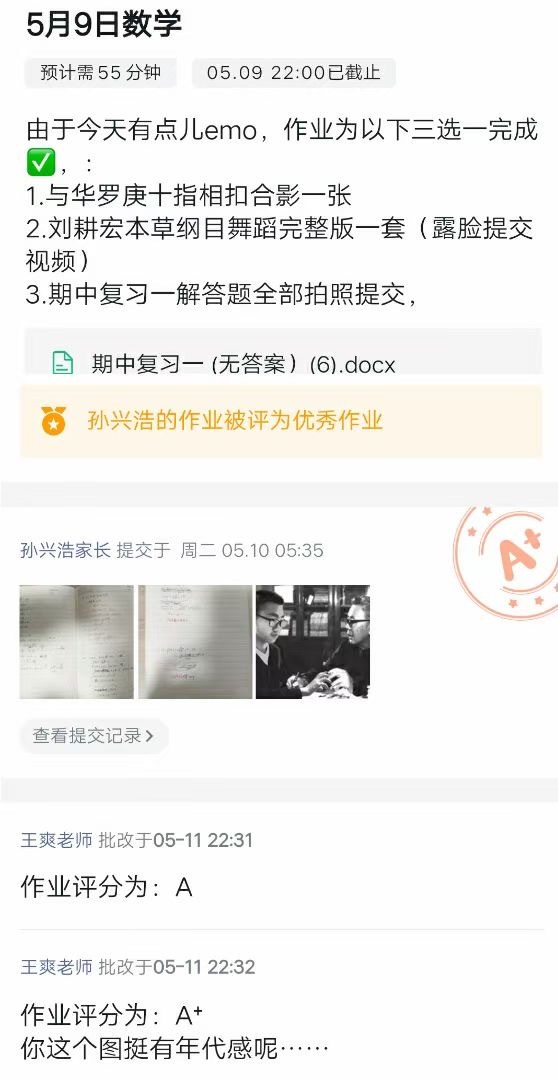 5月9日数学
预计需55分钟 05.09 22:00已截止
由于今天有点儿emo，作业为以下三选一完成
✅，：
1.与华罗庚十指相扣合影一张
2.刘耕宏本草纲目舞蹈完整版一套（露脸提交
视频）
3.期中复习一解答题全部拍照提交，
期中复习一 (无答案）(6).docx
孙兴浩的作业被评为优秀作业
孙兴浩家长 提交于 周二 05.10 05:35
A+
查看提交记录>
王爽老师 批改于05-11 22:31
作业评分为：A
王爽老师 批改于05-11 22:32
作业评分为：A⁺
你这个图挺有年代感呢……